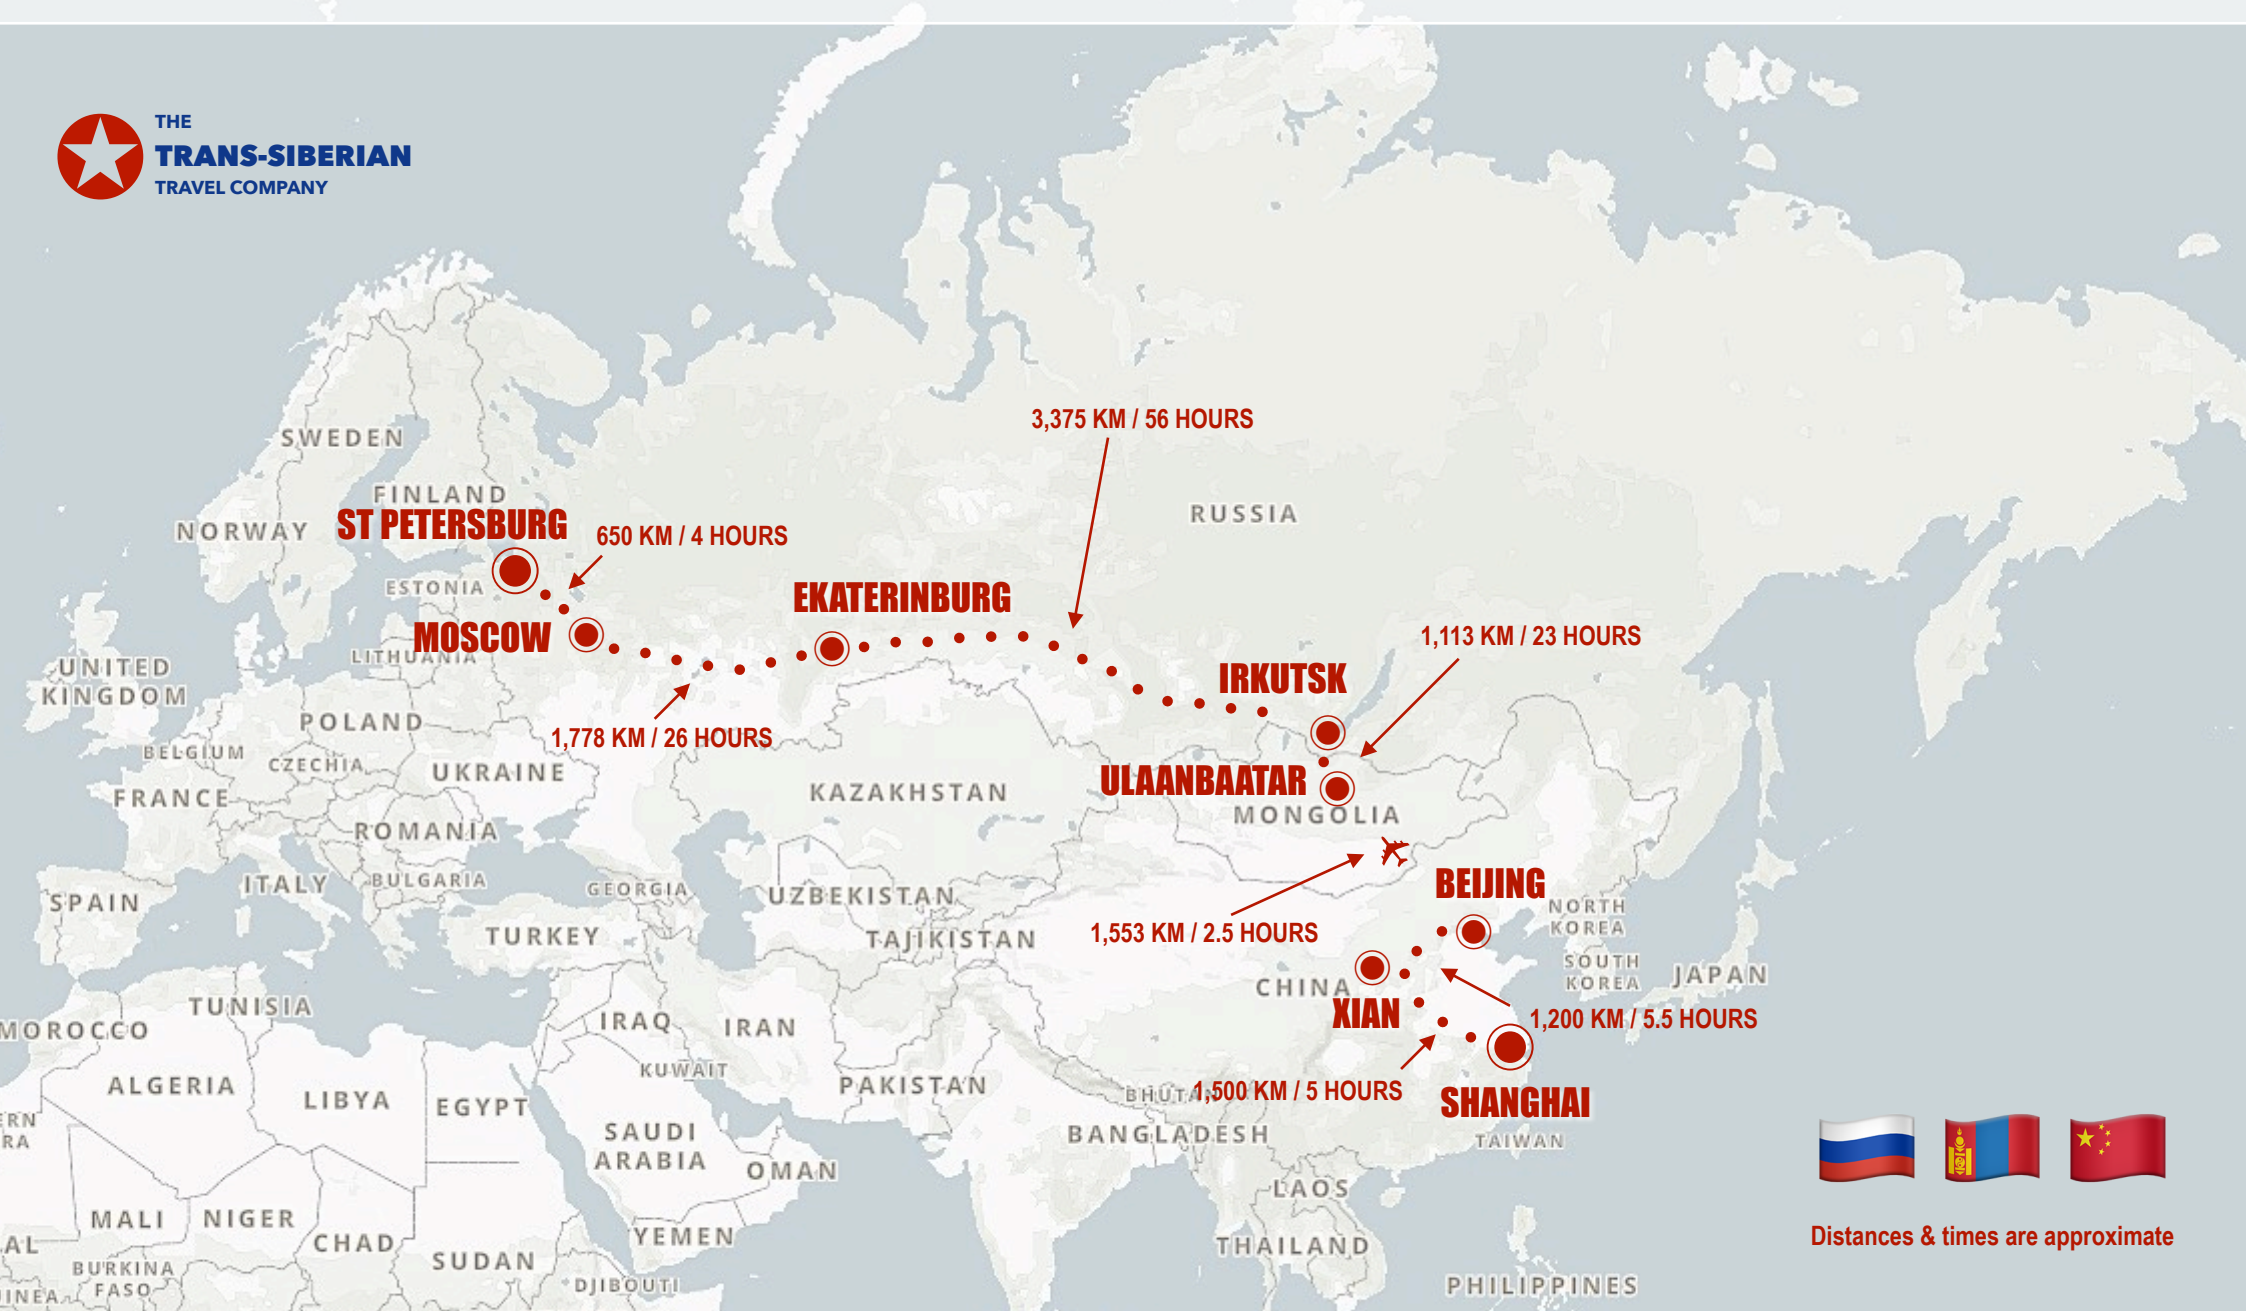 THE
TRANS-SIBERIAN
TRAVEL COMPANY
3,375 KM / 56 HOURS
SWEDEN
FINLAND
RUSSIA
NORWAY
ST PETERSBURG
650 KM / 4 HOURS
ESTONIA
EKATERINBURG
MOSCOW
1,113 KM / 23 HOURS
LITHUANIA
UNITED
KINGDOM
IRKUTSK
POLAND
1,778 KM / 26 HOURS
BELGIUM
CZECHIA
UKRAINE
ULAANBAATAR
KAZAKHSTAN
FRANCE
MONGOLIA
ROMANIA
BEIJING
ITALY
BULGARIA
GEORGIA
UZBEKISTAN
SPAIN
NORTH
KOREA
TURKEY
TAJIKISTAN
1,553 KM / 2.5 HOURS
SOUTH
KOREA
JAPAN
CHINA
TUNISIA
XIAN
1,200 KM / 5.5 HOURS
MOROCCO
IRAQ
IRAN
KUWAIT
ALGERIA
LIBYA
EGYPT
PAKISTAN
1,500 KM / 5 HOURS
SHANGHAI
SAUDI
ARABIA
BANGLADESH
TAIWAN
OMAN
LAOS
MALI
NIGER
CHAD
YEMEN
SUDAN
THAILAND
Distances & times are approximate
BURKINA
FASO
DJIBOUTI
PHILIPPINES